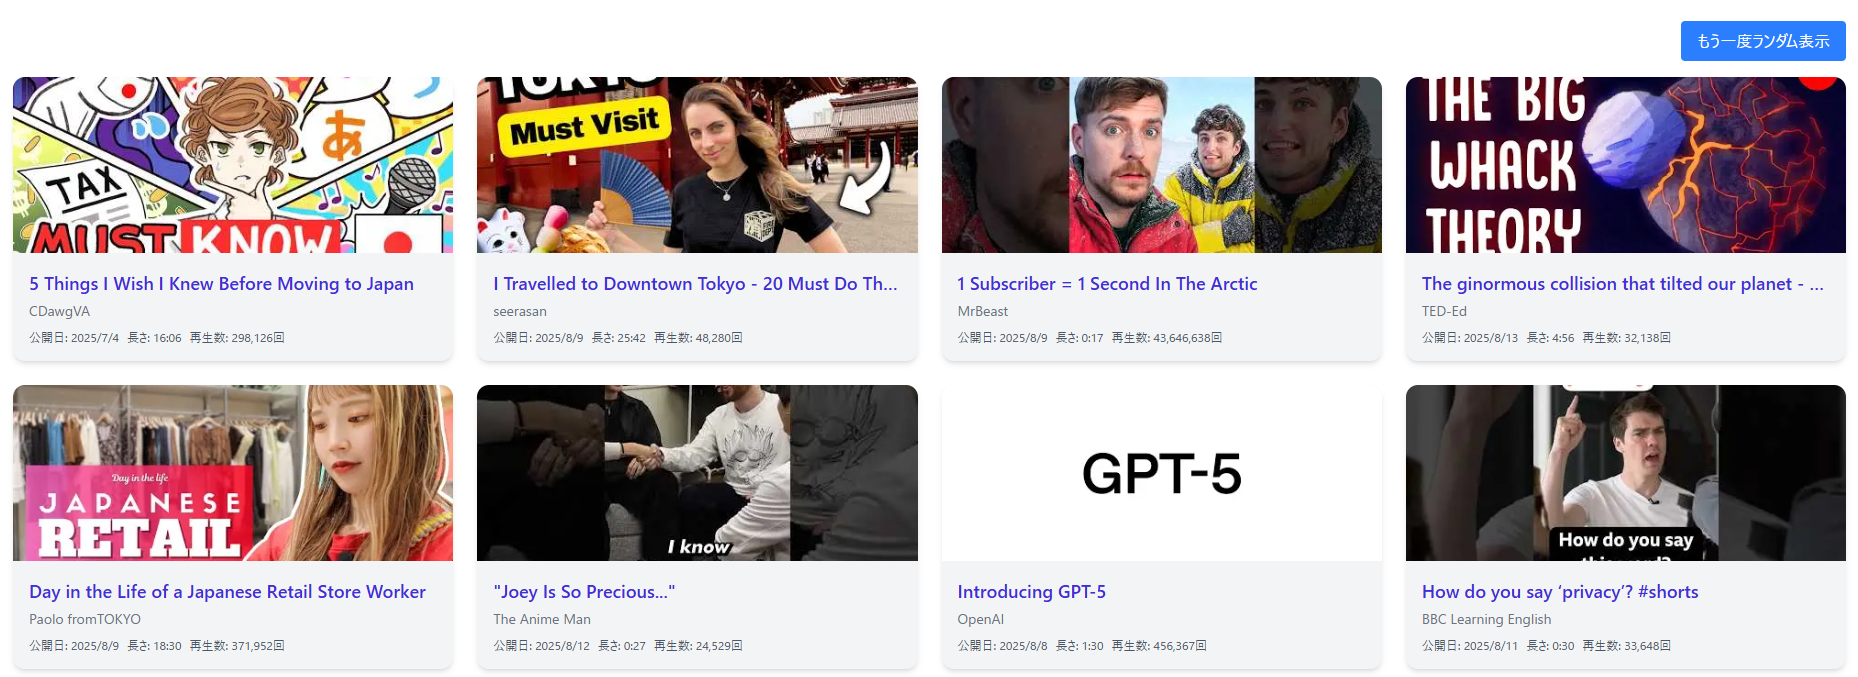 もう一度ランダム表示
TAX
あ
MUST KNOW
5 Things I Wish I Knew Before Moving to Japan
CDawgVA
公開日: 2025/7/4 長さ: 16:06 再生数: 298,126回
TOKYO
Must Visit
I Travelled to Downtown Tokyo - 20 Must Do Th...
seerasan
公開日: 2025/8/9 長さ: 25:42 再生数: 48,280回
1 Subscriber = 1 Second In The Arctic
MrBeast
公開日: 2025/8/9 長さ: 0:17 再生数: 43,646,638回
THE BIG
WHACK
THEORY
The ginormous collision that tilted our planet - ...
TED-Ed
公開日: 2025/8/13 長さ: 4:56 再生数: 32,138回
Day in the life
JAPANESE
RETAIL
Day in the Life of a Japanese Retail Store Worker
Paolo fromTOKYO
公開日: 2025/8/9 長さ: 18:30 再生数: 371,952回
I know
"Joey Is So Precious..."
The Anime Man
公開日: 2025/8/12 長さ: 0:27 再生数: 24,529回
GPT-5
Introducing GPT-5
OpenAI
公開日: 2025/8/8 長さ: 1:30 再生数: 456,367回
How do you say
this word?
How do you say ‘privacy’? #shorts
BBC Learning English
公開日: 2025/8/11 長さ: 0:30 再生数: 33,648回